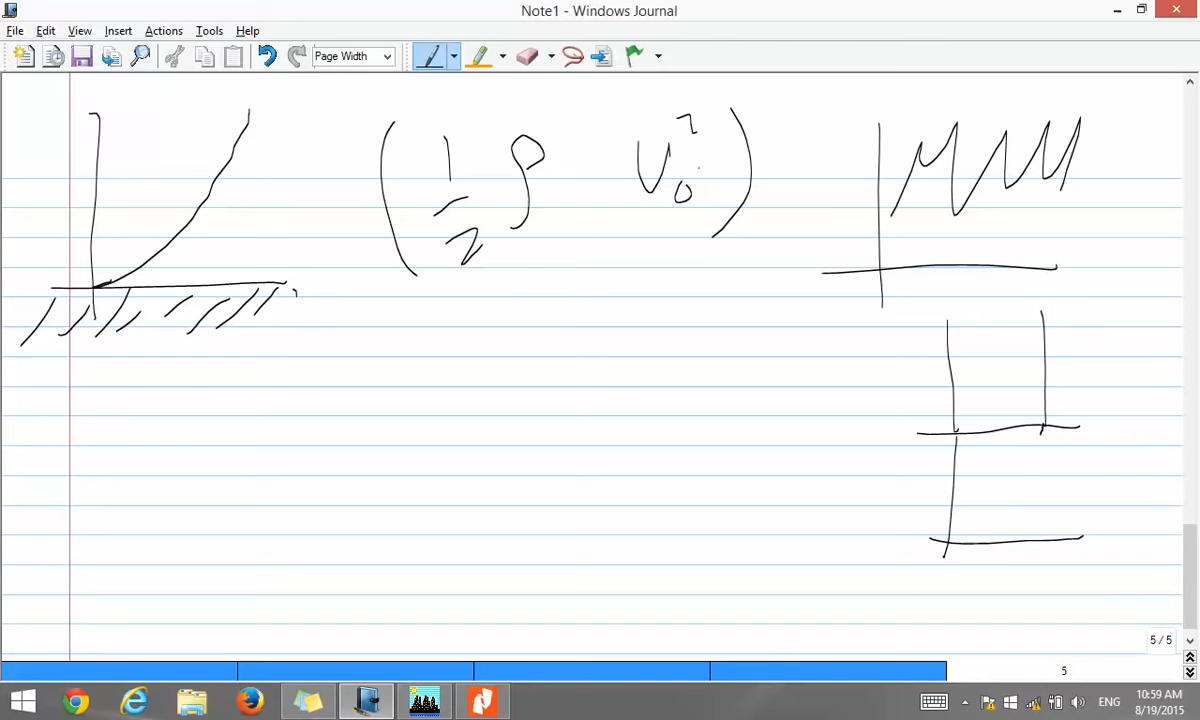 Note1 - Windows Journal
File Edit View Insert Actions Tools Help
Page Width
( 1/2 ρ V₀² )
5 / 5
5
ENG
10:59 AM
8/19/2015